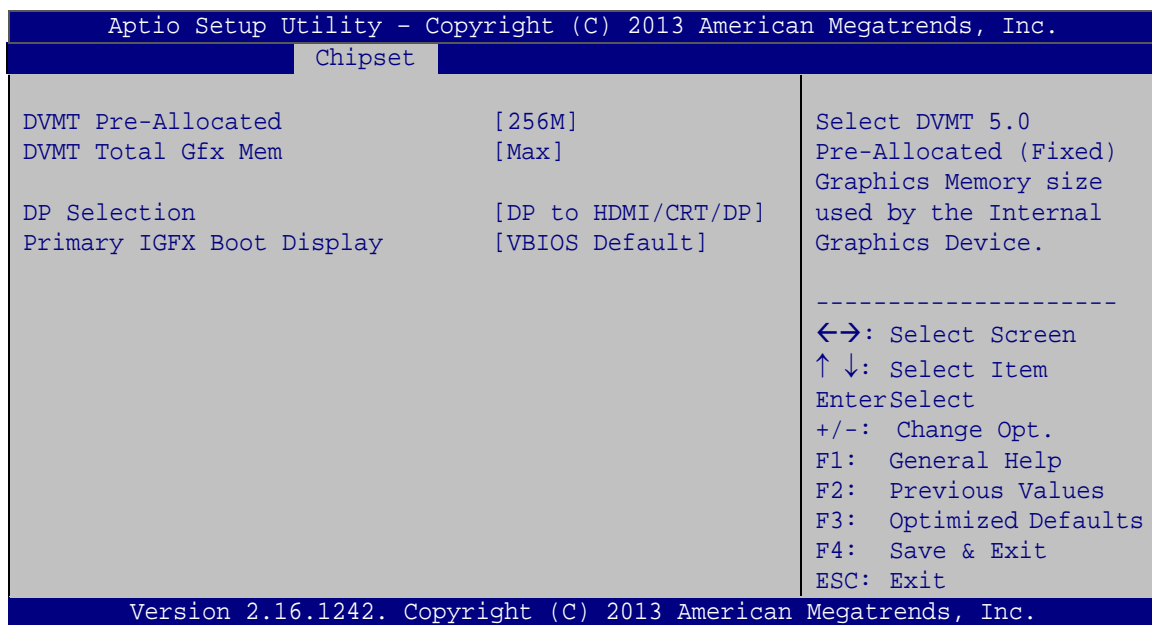 Aptio Setup Utility – Copyright (C) 2013 American Megatrends, Inc.
Chipset
DVMT Pre-Allocated [256M]
DVMT Total Gfx Mem [Max]
DP Selection [DP to HDMI/CRT/DP]
Primary IGFX Boot Display [VBIOS Default]
Select DVMT 5.0
Pre-Allocated (Fixed)
Graphics Memory size
used by the Internal
Graphics Device.
---------------------
←→: Select Screen
↑ ↓: Select Item
EnterSelect
+/-: Change Opt.
F1: General Help
F2: Previous Values
F3: Optimized Defaults
F4: Save & Exit
ESC: Exit
Version 2.16.1242. Copyright (C) 2013 American Megatrends, Inc.